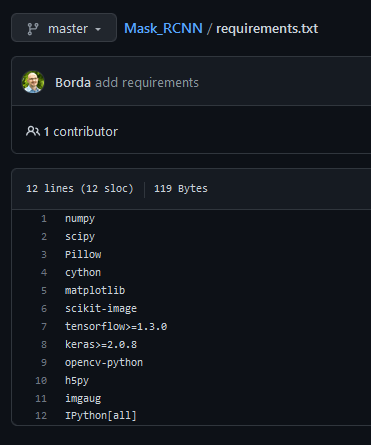 master
Mask_RCNN / requirements.txt
Borda add requirements
1 contributor
12 lines (12 sloc) 119 Bytes
1 numpy
2 scipy
3 Pillow
4 cython
5 matplotlib
6 scikit-image
7 tensorflow>=1.3.0
8 keras>=2.0.8
9 opencv-python
10 h5py
11 imgaug
12 IPython[all]